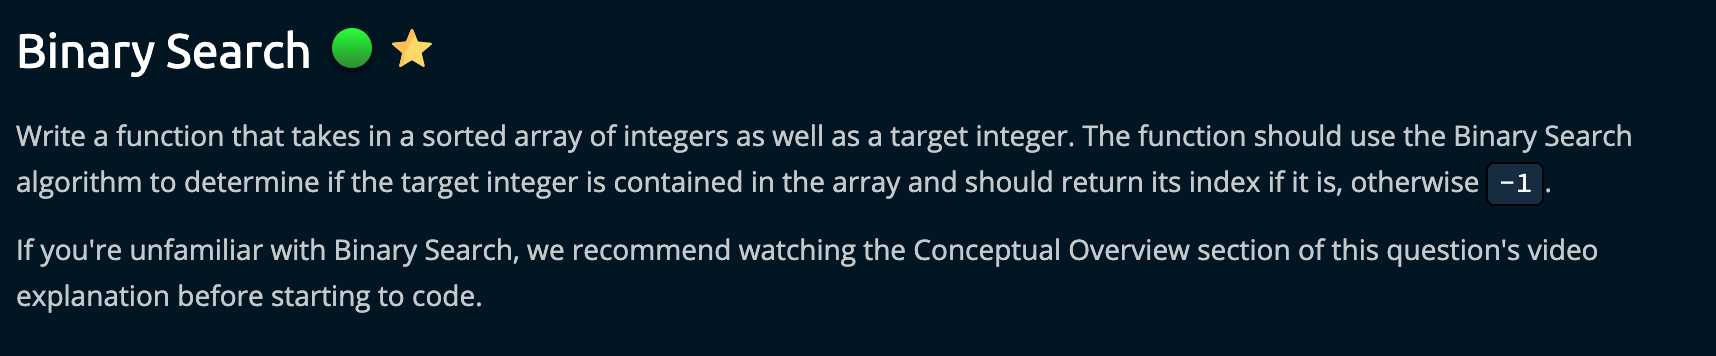 Binary Search
Write a function that takes in a sorted array of integers as well as a target integer. The function should use the Binary Search
algorithm to determine if the target integer is contained in the array and should return its index if it is, otherwise -1.
If you're unfamiliar with Binary Search, we recommend watching the Conceptual Overview section of this question's video
explanation before starting to code.